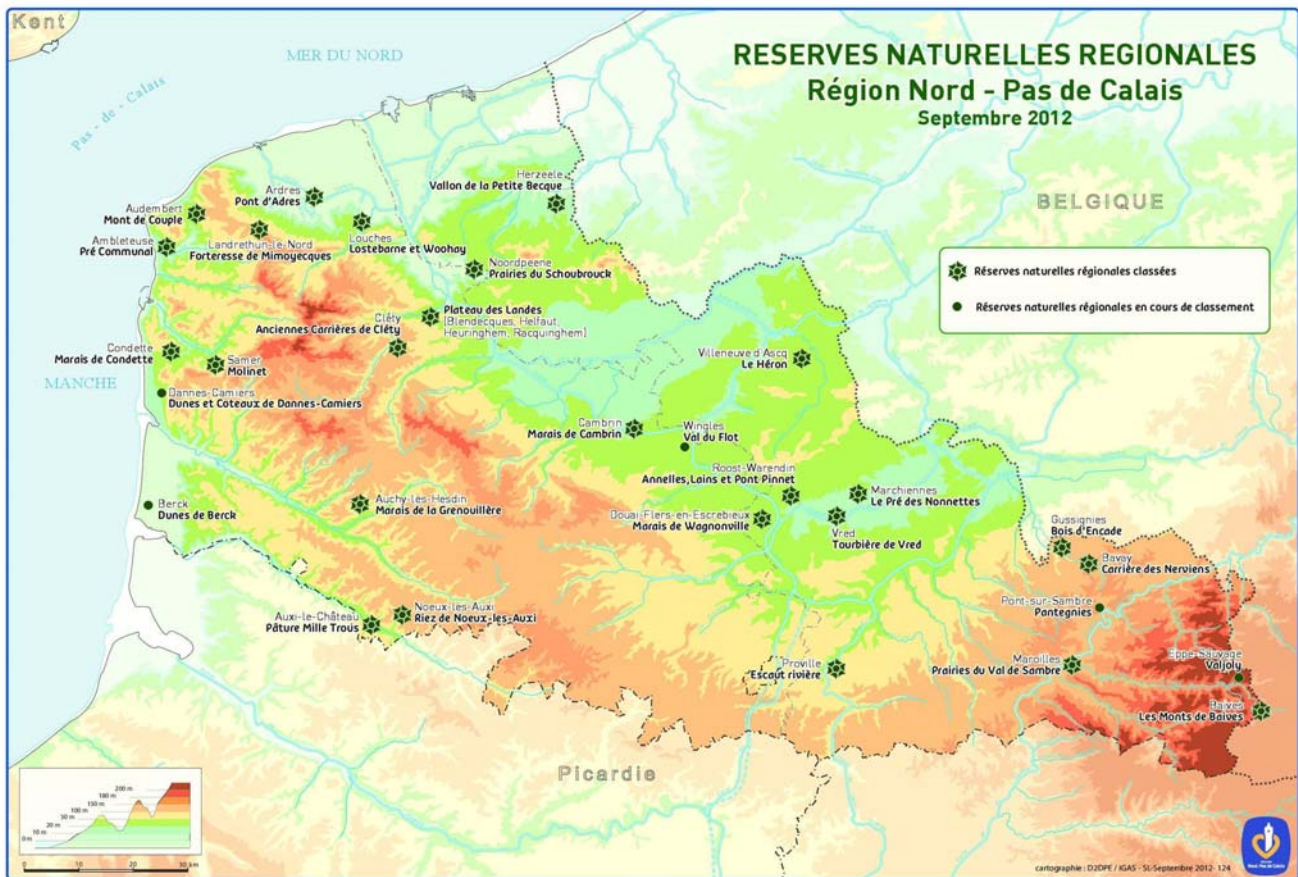 Kent
MER DU NORD
Pas - de - Calais
RESERVES NATURELLES REGIONALES
Région Nord - Pas de Calais
Septembre 2012
BELGIQUE
Réserves naturelles régionales classées
Réserves naturelles régionales en cours de classement
Herzeele
Vallon de la Petite Becque
Ardres
Pont d'Adres
Audembert
Mont de Couple
Ambleteuse
Pré Communal
Landrethun-le-Nord
Forteresse de Mimoyecques
Louches
Lostebarne et Woohay
Noordpeene
Prairies du Schoubrouck
Plateau des Landes
(Blendecques, Helfaut,
Heuringhem, Racquinghem)
Cléty
Anciennes Carrières de Cléty
Condette
Marais de Condette
Samer
Molinet
MANCHE
Dannes-Camiers
Dunes et Coteaux de Dannes-Camiers
Villeneuve d'Ascq
Le Héron
Cambrin
Marais de Cambrin
Wingles
Val du Flot
Roost-Warendin
Annelles, Lains et Pont Pinnet
Marchiennes
Le Pré des Nonnettes
Berck
Dunes de Berck
Auchy-les-Hesdin
Marais de la Grenouillère
Douai-Flers-en-Escrebieux
Marais de Wagnonville
Vred
Tourbière de Vred
Gussignies
Bois d'Encade
Bavay
Carrière des Nerviens
Pont-sur-Sambre
Pantegnies
Auxi-le-Château
Pâture Mille Trous
Noeux-les-Auxi
Riez de Noeux-les-Auxi
Proville
Escaut rivière
Maroilles
Prairies du Val de Sambre
Eppe-Sauvage
Valjoly
Baives
Les Monts de Baives
Picardie
200 m
150 m
100 m
50 m
30 m
10 m
0 m
0 10 20 30 km
cartographie : D2DPE / IGAS - SL-Septembre 2012- 124
Nord-Pas de Calais